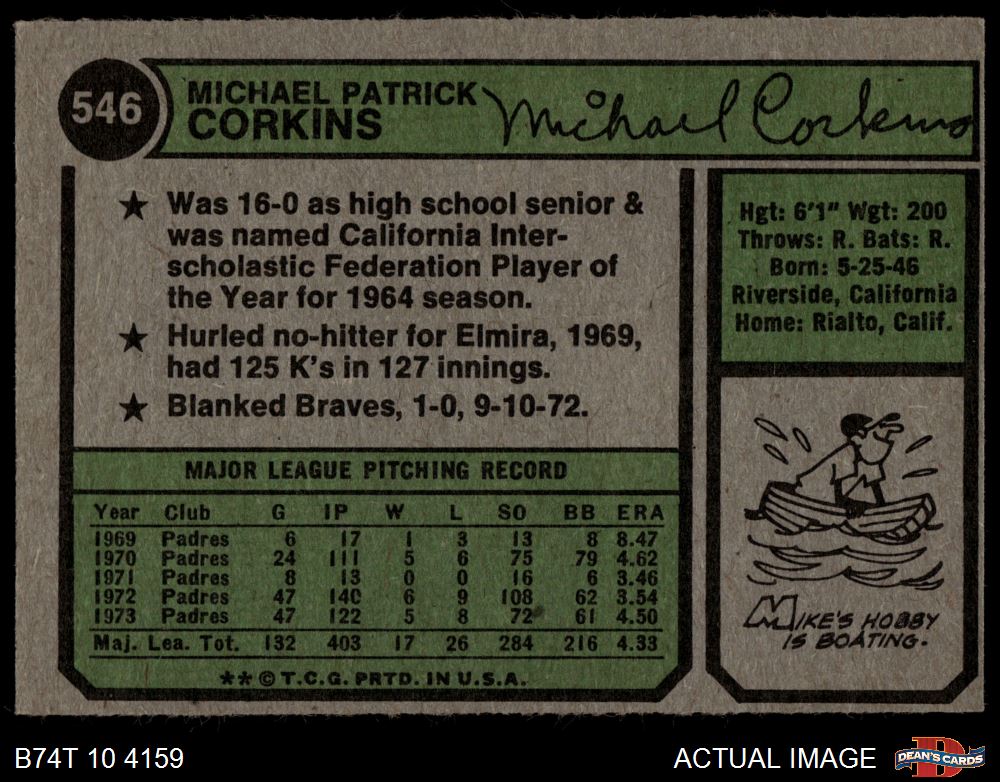 546
MICHAEL PATRICK
CORKINS
Michael Corkins
★ Was 16-0 as high school senior &
was named California Inter-
scholastic Federation Player of
the Year for 1964 season.
★ Hurled no-hitter for Elmira, 1969,
had 125 K's in 127 innings.
★ Blanked Braves, 1-0, 9-10-72.
Hgt: 6'1" Wgt: 200
Throws: R. Bats: R.
Born: 5-25-46
Riverside, California
Home: Rialto, Calif.
MAJOR LEAGUE PITCHING RECORD
Year Club G IP W L SO BB ERA
1969 Padres 6 17 1 3 13 8 8.47
1970 Padres 24 111 5 6 75 79 4.62
1971 Padres 8 13 0 0 16 6 3.46
1972 Padres 47 140 6 9 108 62 3.54
1973 Padres 47 122 5 8 72 61 4.50
Maj. Lea. Tot. 132 403 17 26 284 216 4.33
**© T.C.G. PRTD. IN U.S.A.
MIKE'S HOBBY
IS BOATING.
B74T 10 4159
ACTUAL IMAGE
D
DEAN'S CARDS